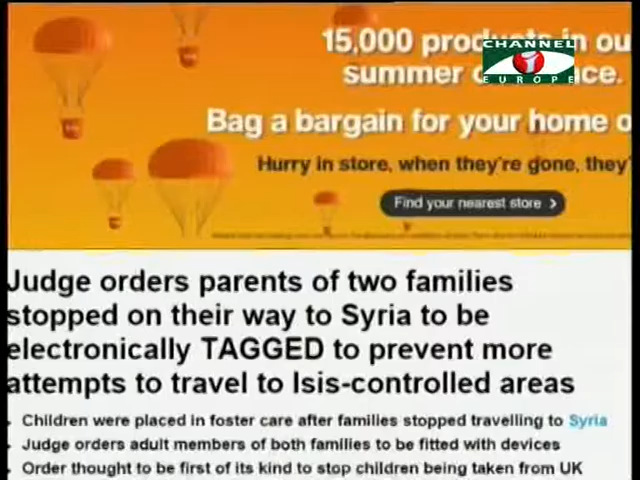 15,000 products in ou
summer ce.
CHANNEL
i
EUROPE
Bag a bargain for your home o
Hurry in store, when they're gone, they'
Find your nearest store >
Judge orders parents of two families
stopped on their way to Syria to be
electronically TAGGED to prevent more
attempts to travel to Isis-controlled areas
Children were placed in foster care after families stopped travelling to Syria
Judge orders adult members of both families to be fitted with devices
Order thought to be first of its kind to stop children being taken from UK